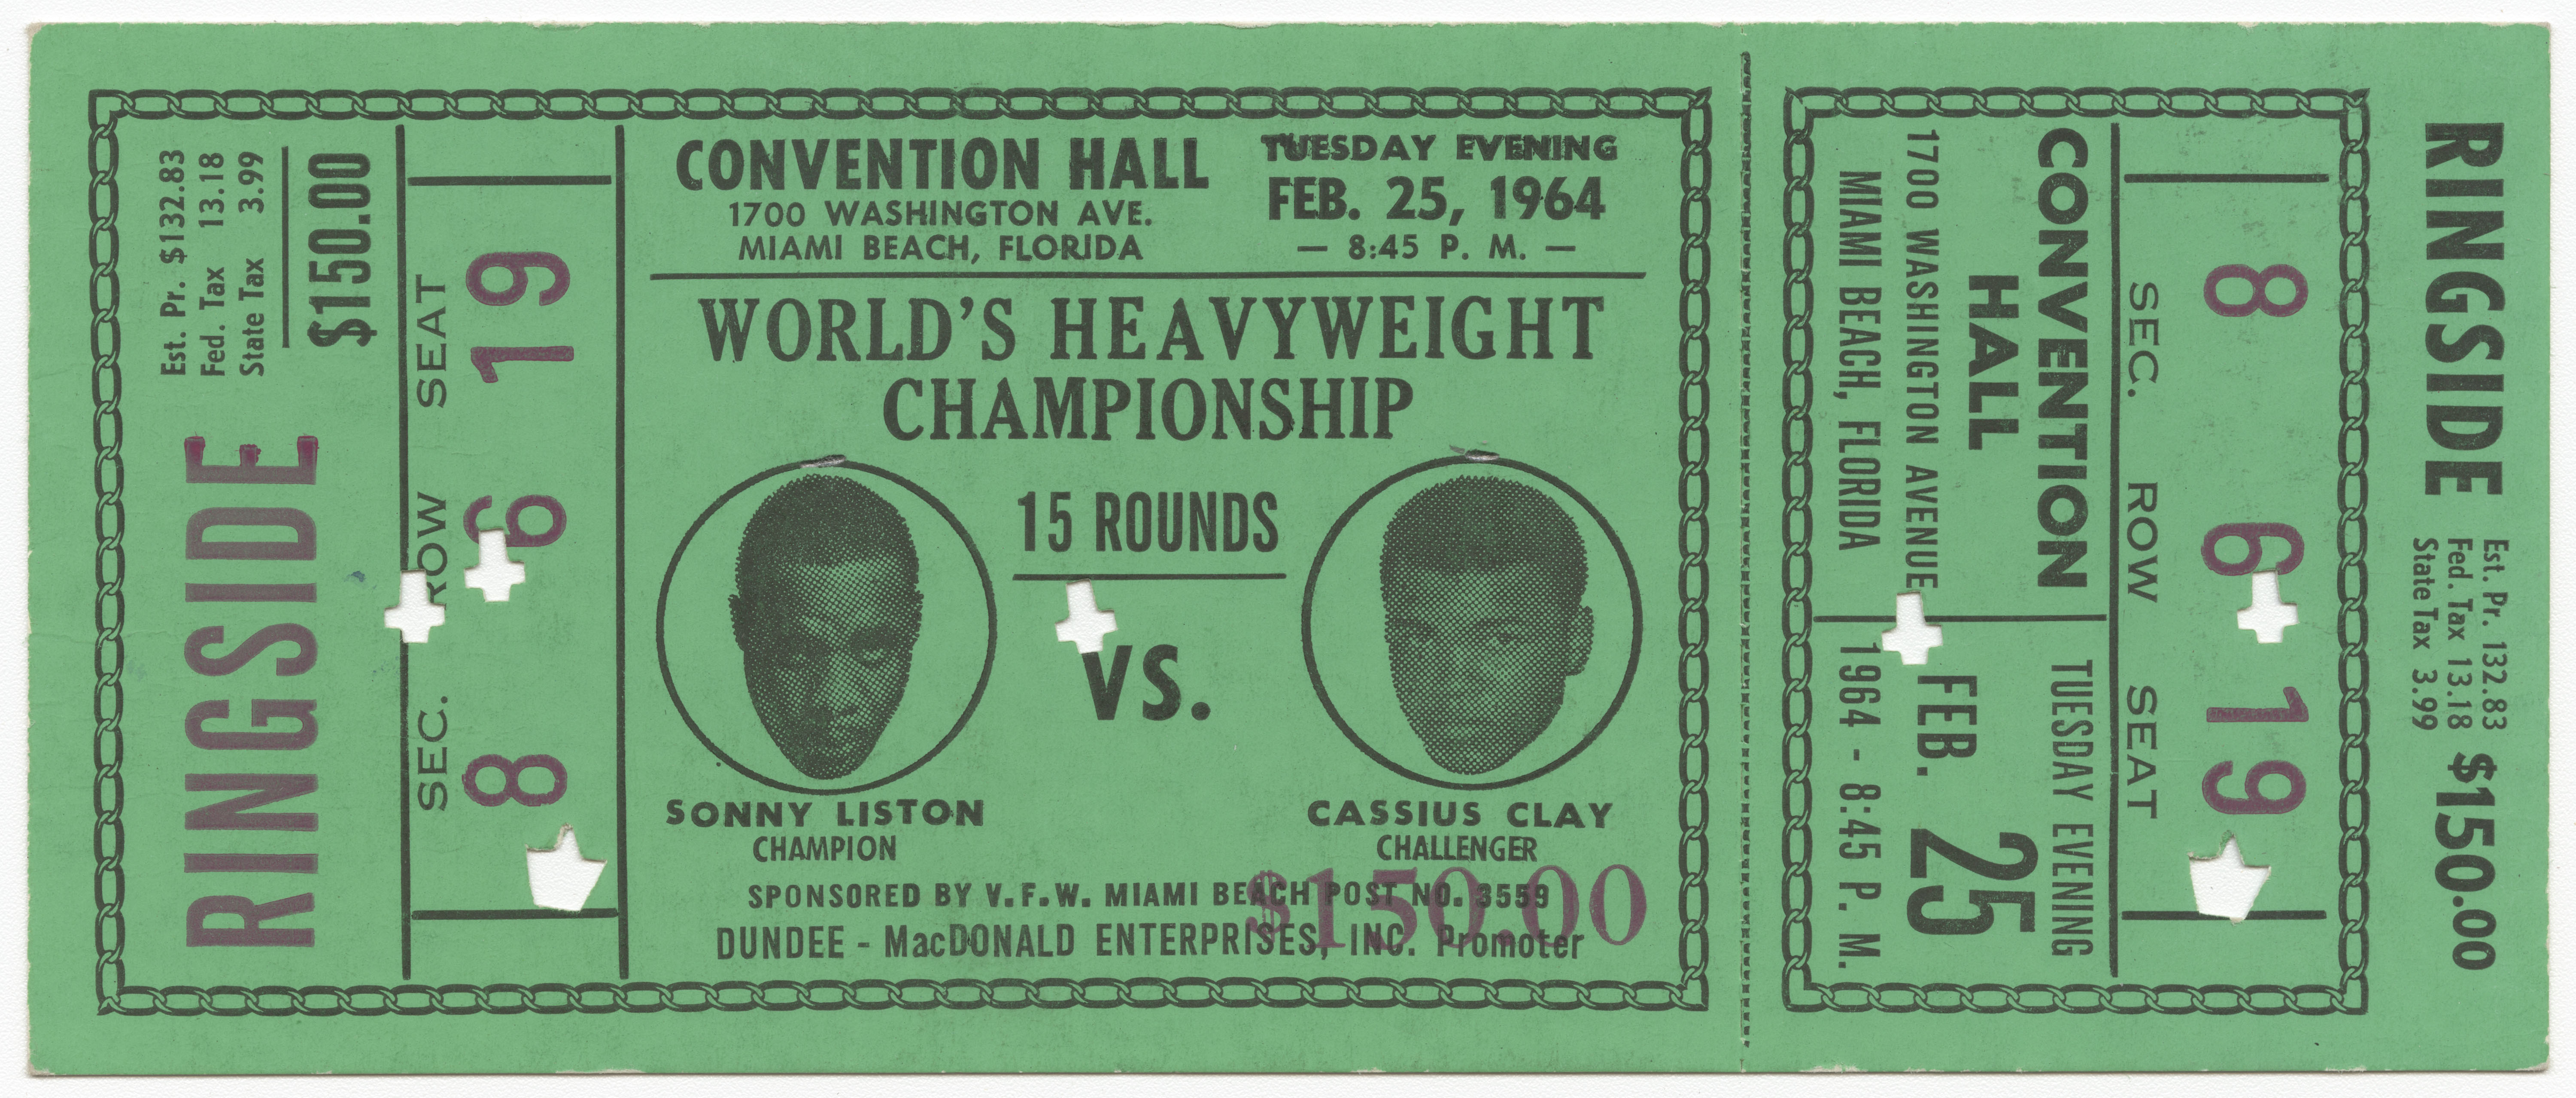 Est. Pr. $132.83
Fed. Tax 13.18
State Tax 3.99
$150.00
RINGSIDE
SEC. ROW SEAT
8 6 19
CONVENTION HALL
1700 WASHINGTON AVE.
MIAMI BEACH, FLORIDA
TUESDAY EVENING
FEB. 25, 1964
— 8:45 P. M. —
WORLD'S HEAVYWEIGHT
CHAMPIONSHIP
15 ROUNDS
VS.
SONNY LISTON
CHAMPION
CASSIUS CLAY
CHALLENGER
SPONSORED BY V.F.W. MIAMI BEACH POST NO. 3559
DUNDEE - MacDONALD ENTERPRISES, INC. Promoter
$150.00
CONVENTION
HALL
1700 WASHINGTON AVENUE
MIAMI BEACH, FLORIDA
TUESDAY EVENING
FEB. 25
1964 - 8:45 P. M.
SEC. ROW SEAT
8 6 19
RINGSIDE
Est. Pr. 132.83
Fed. Tax 13.18
State Tax 3.99
$150.00